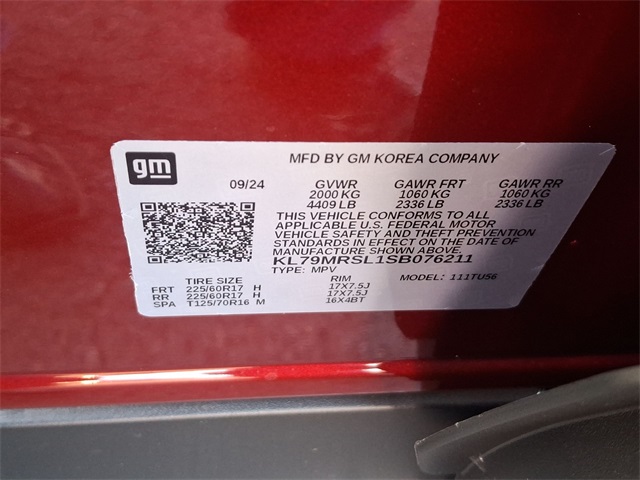 gm
MFD BY GM KOREA COMPANY
09/24 GVWR GAWR FRT GAWR RR
2000 KG 1060 KG 1060 KG
4409 LB 2336 LB 2336 LB
THIS VEHICLE CONFORMS TO ALL
APPLICABLE U.S. FEDERAL MOTOR
VEHICLE SAFETY AND THEFT PREVENTION
STANDARDS IN EFFECT ON THE DATE OF
MANUFACTURE SHOWN ABOVE.
KL79MRSL1SB076211
TYPE: MPV MODEL: 111TU56
TIRE SIZE RIM
FRT 225/60R17 H 17X7.5J
RR 225/60R17 H 17X7.5J
SPA T125/70R16 M 16X4BT